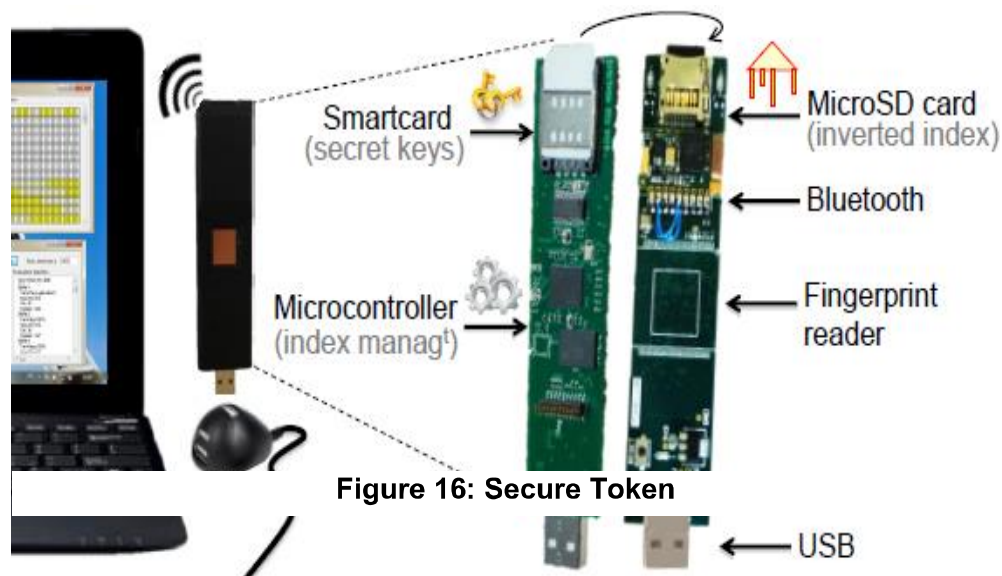 Smartcard
(secret keys)
MicroSD card
(inverted index)
Bluetooth
Microcontroller
(index managᵗ)
Fingerprint
reader
Figure 16: Secure Token
USB